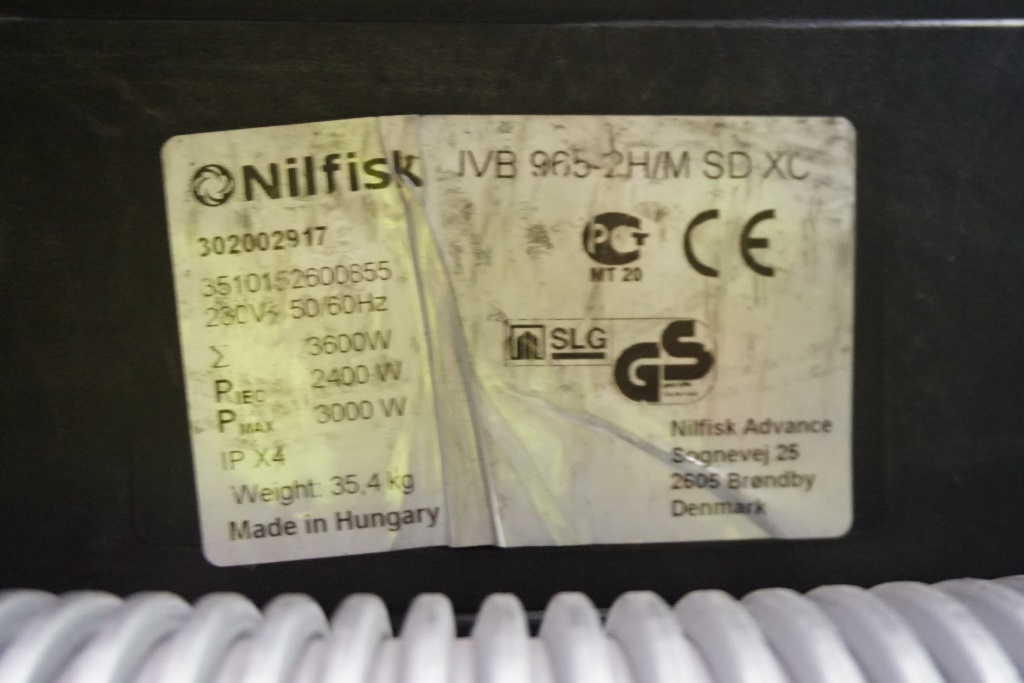 Nilfisk
302002917
3510152600855
230V~ 50/60Hz
Σ 3600W
PIEC 2400 W
PMAX 3000 W
IP X4
Weight: 35,4 kg
Made in Hungary
965-2H/M SD XC
PCT
MT 20
CE
SLG
GS
Nilfisk Advance
Sognevej 25
2605 Brøndby
Denmark